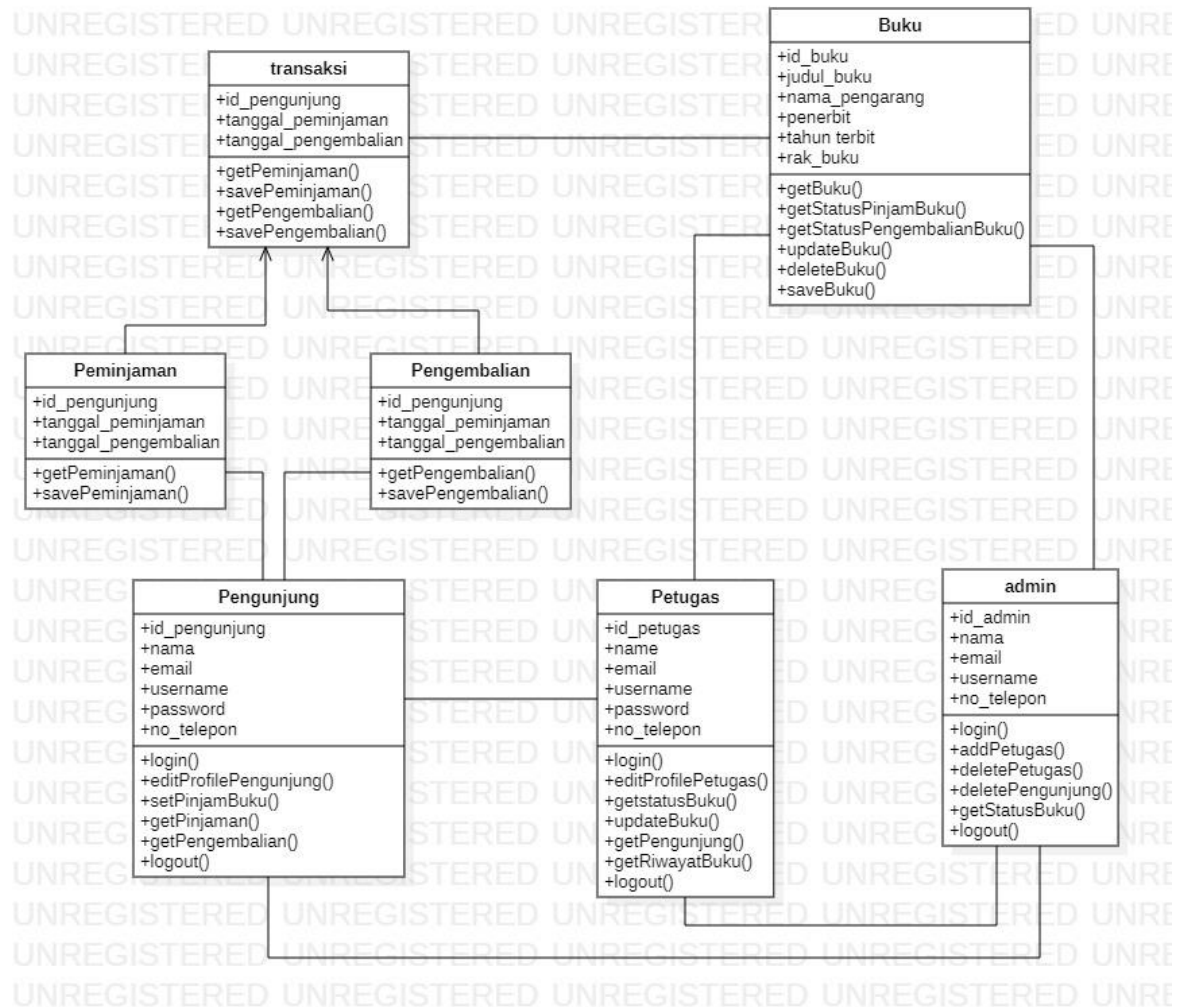 transaksi
+id_pengunjung
+tanggal_peminjaman
+tanggal_pengembalian
+getPeminjaman()
+savePeminjaman()
+getPengembalian()
+savePengembalian()
Buku
+id_buku
+judul_buku
+nama_pengarang
+penerbit
+tahun terbit
+rak_buku
+getBuku()
+getStatusPinjamBuku()
+getStatusPengembalianBuku()
+updateBuku()
+deleteBuku()
+saveBuku()
Peminjaman
+id_pengunjung
+tanggal_peminjaman
+tanggal_pengembalian
+getPeminjaman()
+savePeminjaman()
Pengembalian
+id_pengunjung
+tanggal_peminjaman
+tanggal_pengembalian
+getPengembalian()
+savePengembalian()
Pengunjung
+id_pengunjung
+nama
+email
+username
+password
+no_telepon
+login()
+editProfilePengunjung()
+setPinjamBuku()
+getPinjaman()
+getPengembalian()
+logout()
Petugas
+id_petugas
+name
+email
+username
+password
+no_telepon
+login()
+editProfilePetugas()
+getstatusBuku()
+updateBuku()
+getPengunjung()
+getRiwayatBuku()
+logout()
admin
+id_admin
+nama
+email
+username
+no_telepon
+login()
+addPetugas()
+deletePetugas()
+deletePengunjung()
+getStatusBuku()
+logout()
UNREGISTERED